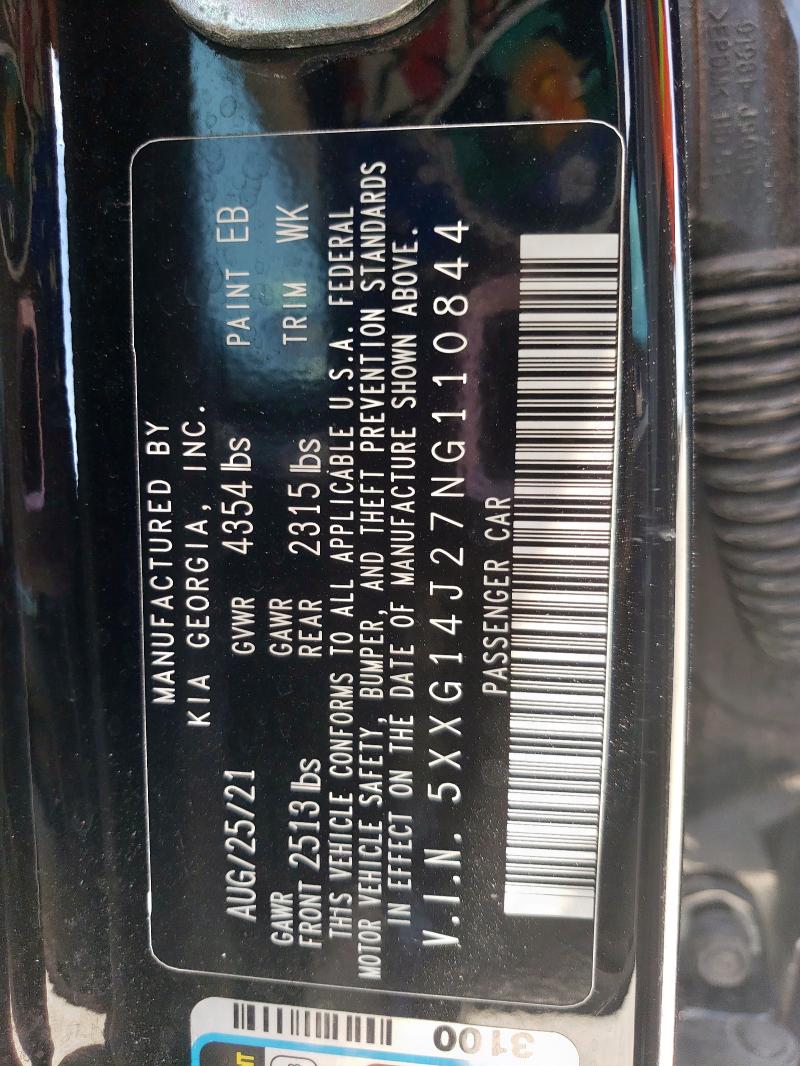 MANUFACTURED BY
KIA GEORGIA, INC.
AUG/25/21 GVWR 4354 lbs PAINT EB
GAWR FRONT 2513 lbs GAWR REAR 2315 lbs TRIM WK
THIS VEHICLE CONFORMS TO ALL APPLICABLE U.S.A. FEDERAL
MOTOR VEHICLE SAFETY, BUMPER, AND THEFT PREVENTION STANDARDS
IN EFFECT ON THE DATE OF MANUFACTURE SHOWN ABOVE.
V.I.N. 5XXG14J27NG110844
PASSENGER CAR
3100